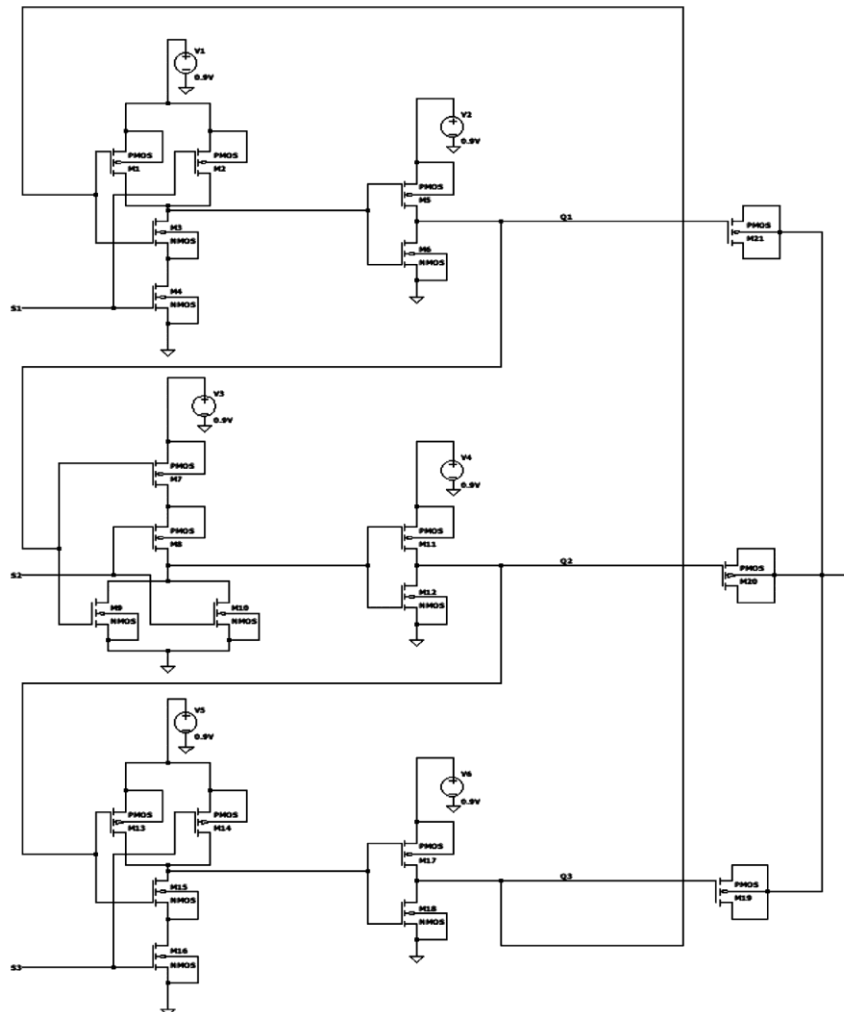 V1
0.9V
PMOS
M1
PMOS
M2
V2
0.9V
PMOS
M5
M3
NMOS
M6
NMOS
Q1
PMOS
M21
M4
NMOS
S1
V3
0.9V
PMOS
M7
V4
0.9V
PMOS
M8
PMOS
M11
Q2
PMOS
M20
S2
M9
NMOS
M10
NMOS
M12
NMOS
V5
0.9V
V6
0.9V
PMOS
M13
PMOS
M14
PMOS
M17
M15
NMOS
M18
NMOS
Q3
PMOS
M19
M16
NMOS
S3